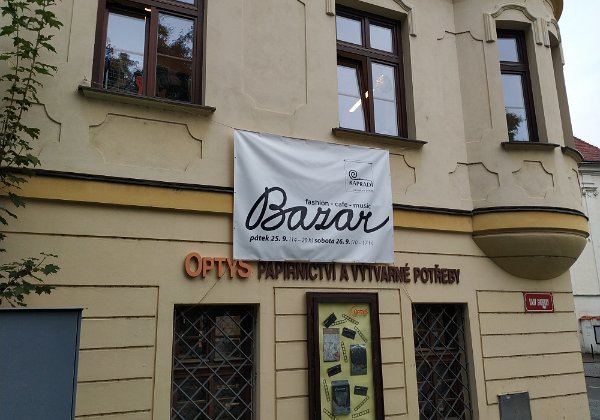 KAPRADÍ
fashion - cafe - music
Bazar
pátek 25. 9. sobota 26. 9.
OPTYS PAPÍRNICTVÍ A VÝTVARNÉ POTŘEBY